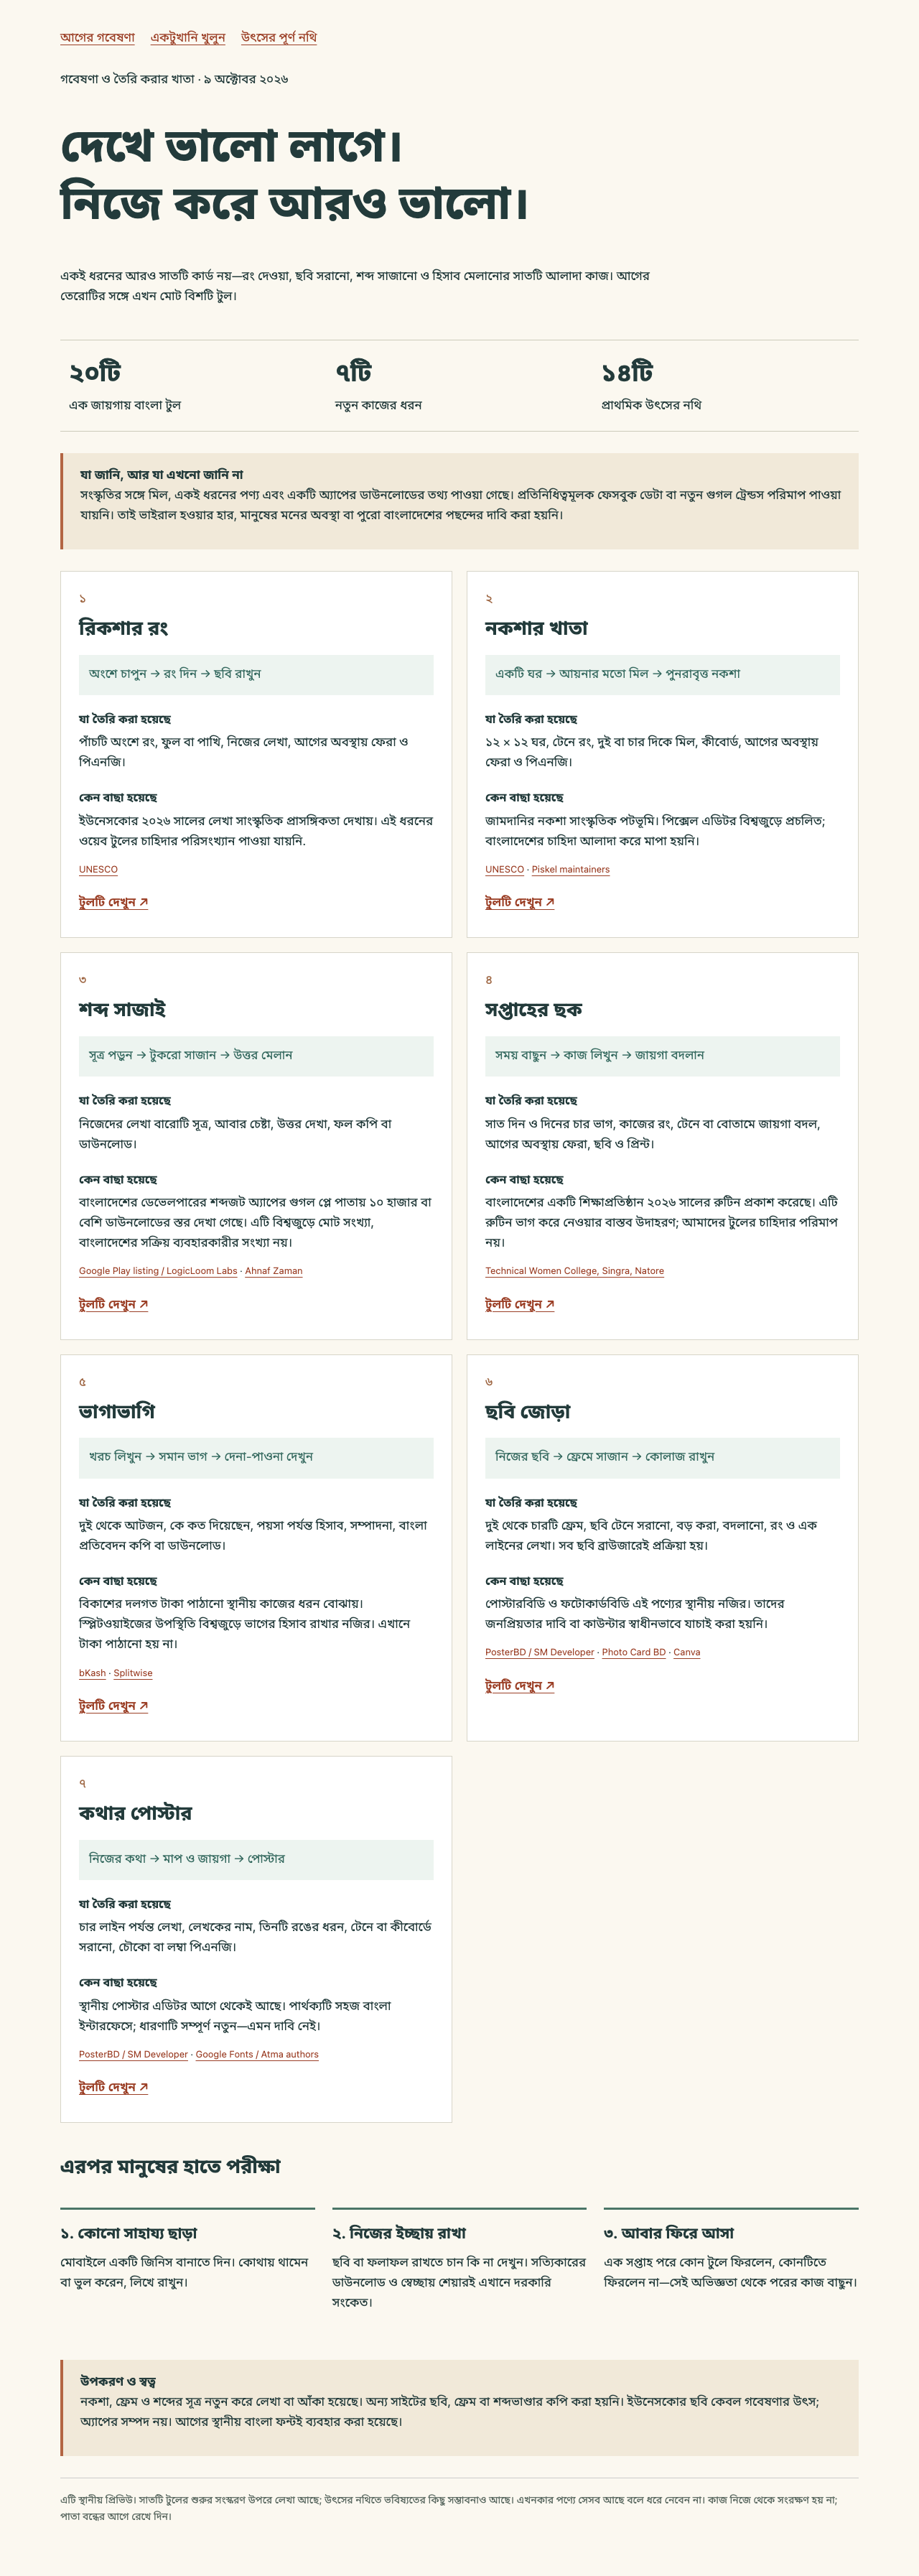 আগের গবেষণা একটুখানি খুলুন উৎসের পূর্ণ নথি
গবেষণা ও তৈরি করার খাতা · ৯ অক্টোবর ২০২৬
দেখে ভালো লাগে।
নিজে করে আরও ভালো।
একই ধরনের আরও সাতটি কার্ড নয়—রং দেওয়া, ছবি সরানো, শব্দ সাজানো ও হিসাব মেলানোর সাতটি আলাদা কাজ। আগের
তেরোটির সঙ্গে এখন মোট বিশটি টুল।
২০টি
এক জায়গায় বাংলা টুল
৭টি
নতুন কাজের ধরন
১৪টি
প্রাথমিক উৎসের নথি
যা জানি, আর যা এখনো জানি না
সংস্কৃতির সঙ্গে মিল, একই ধরনের পণ্য এবং একটি অ্যাপের ডাউনলোডের তথ্য পাওয়া গেছে। প্রতিনিধিত্বমূলক ফেসবুক ডেটা বা নতুন গুগল ট্রেন্ডস পরিমাপ পাওয়া
যায়নি। তাই ভাইরাল হওয়ার হার, মানুষের মনের অবস্থা বা পুরো বাংলাদেশের পছন্দের দাবি করা হয়নি।
১
রিকশার রং
অংশে চাপুন → রং দিন → ছবি রাখুন
যা তৈরি করা হয়েছে
পাঁচটি অংশে রং, ফুল বা পাখি, নিজের লেখা, আগের অবস্থায় ফেরা ও
পিএনজি।
কেন বাছা হয়েছে
ইউনেসকোর ২০২৬ সালের লেখা সাংস্কৃতিক প্রাসঙ্গিকতা দেখায়। এই ধরনের
ওয়েব টুলের চাহিদার পরিসংখ্যান পাওয়া যায়নি.
UNESCO
টুলটি দেখুন ↗
২
নকশার খাতা
একটি ঘর → আয়নার মতো মিল → পুনরাবৃত্ত নকশা
যা তৈরি করা হয়েছে
১২ × ১২ ঘর, টেনে রং, দুই বা চার দিকে মিল, কীবোর্ড, আগের অবস্থায়
ফেরা ও পিএনজি।
কেন বাছা হয়েছে
জামদানির নকশা সাংস্কৃতিক পটভূমি। পিক্সেল এডিটর বিশ্বজুড়ে প্রচলিত;
বাংলাদেশের চাহিদা আলাদা করে মাপা হয়নি।
UNESCO · Piskel maintainers
টুলটি দেখুন ↗
৩
শব্দ সাজাই
সূত্র পড়ুন → টুকরো সাজান → উত্তর মেলান
যা তৈরি করা হয়েছে
নিজেদের লেখা বারোটি সূত্র, আবার চেষ্টা, উত্তর দেখা, ফল কপি বা
ডাউনলোড।
কেন বাছা হয়েছে
বাংলাদেশের ডেভেলপারের শব্দজট অ্যাপের গুগল প্লে পাতায় ১০ হাজার বা
বেশি ডাউনলোডের স্তর দেখা গেছে। এটি বিশ্বজুড়ে মোট সংখ্যা,
বাংলাদেশের সক্রিয় ব্যবহারকারীর সংখ্যা নয়।
Google Play listing / LogicLoom Labs · Ahnaf Zaman
টুলটি দেখুন ↗
৪
সপ্তাহের ছক
সময় বাছুন → কাজ লিখুন → জায়গা বদলান
যা তৈরি করা হয়েছে
সাত দিন ও দিনের চার ভাগ, কাজের রং, টেনে বা বোতামে জায়গা বদল,
আগের অবস্থায় ফেরা, ছবি ও প্রিন্ট।
কেন বাছা হয়েছে
বাংলাদেশের একটি শিক্ষাপ্রতিষ্ঠান ২০২৬ সালের রুটিন প্রকাশ করেছে। এটি
রুটিন ভাগ করে নেওয়ার বাস্তব উদাহরণ; আমাদের টুলের চাহিদার পরিমাপ
নয়।
Technical Women College, Singra, Natore
টুলটি দেখুন ↗
৫
ভাগাভাগি
খরচ লিখুন → সমান ভাগ → দেনা-পাওনা দেখুন
যা তৈরি করা হয়েছে
দুই থেকে আটজন, কে কত দিয়েছেন, পয়সা পর্যন্ত হিসাব, সম্পাদনা, বাংলা
প্রতিবেদন কপি বা ডাউনলোড।
কেন বাছা হয়েছে
বিকাশের দলগত টাকা পাঠানো স্থানীয় কাজের ধরন বোঝায়।
স্প্লিটওয়াইজের উপস্থিতি বিশ্বজুড়ে ভাগের হিসাব রাখার নজির। এখানে
টাকা পাঠানো হয় না।
bKash · Splitwise
টুলটি দেখুন ↗
৬
ছবি জোড়া
নিজের ছবি → ফ্রেমে সাজান → কোলাজ রাখুন
যা তৈরি করা হয়েছে
দুই থেকে চারটি ফ্রেম, ছবি টেনে সরানো, বড় করা, বদলানো, রং ও এক
লাইনের লেখা। সব ছবি ব্রাউজারেই প্রক্রিয়া হয়।
কেন বাছা হয়েছে
পোস্টারবিডি ও ফটোকার্ডবিডি এই পণ্যের স্থানীয় নজির। তাদের
জনপ্রিয়তার দাবি বা কাউন্টার স্বাধীনভাবে যাচাই করা হয়নি।
PosterBD / SM Developer · Photo Card BD · Canva
টুলটি দেখুন ↗
৭
কথার পোস্টার
নিজের কথা → মাপ ও জায়গা → পোস্টার
যা তৈরি করা হয়েছে
চার লাইন পর্যন্ত লেখা, লেখকের নাম, তিনটি রঙের ধরন, টেনে বা কীবোর্ডে
সরানো, চৌকো বা লম্বা পিএনজি।
কেন বাছা হয়েছে
স্থানীয় পোস্টার এডিটর আগে থেকেই আছে। পার্থক্যটি সহজ বাংলা
ইন্টারফেসে; ধারণাটি সম্পূর্ণ নতুন—এমন দাবি নেই।
PosterBD / SM Developer · Google Fonts / Atma authors
টুলটি দেখুন ↗
এরপর মানুষের হাতে পরীক্ষা
১. কোনো সাহায্য ছাড়া
মোবাইলে একটি জিনিস বানাতে দিন। কোথায় থামেন
বা ভুল করেন, লিখে রাখুন।
২. নিজের ইচ্ছায় রাখা
ছবি বা ফলাফল রাখতে চান কি না দেখুন। সত্যিকারের
ডাউনলোড ও স্বেচ্ছায় শেয়ারই এখানে দরকারি
সংকেত।
৩. আবার ফিরে আসা
এক সপ্তাহ পরে কোন টুলে ফিরলেন, কোনটিতে
ফিরলেন না—সেই অভিজ্ঞতা থেকে পরের কাজ বাছুন।
উপকরণ ও স্বত্ব
নকশা, ফ্রেম ও শব্দের সূত্র নতুন করে লেখা বা আঁকা হয়েছে। অন্য সাইটের ছবি, ফ্রেম বা শব্দভাণ্ডার কপি করা হয়নি। ইউনেসকোর ছবি কেবল গবেষণার উৎস;
অ্যাপের সম্পদ নয়। আগের স্থানীয় বাংলা ফন্টই ব্যবহার করা হয়েছে।
এটি স্থানীয় প্রিভিউ। সাতটি টুলের শুরুর সংস্করণ উপরে লেখা আছে; উৎসের নথিতে ভবিষ্যতের কিছু সম্ভাবনাও আছে। এখনকার পণ্যে সেসব আছে বলে ধরে নেবেন না। কাজ নিজে থেকে সংরক্ষণ হয় না;
পাতা বন্ধের আগে রেখে দিন।